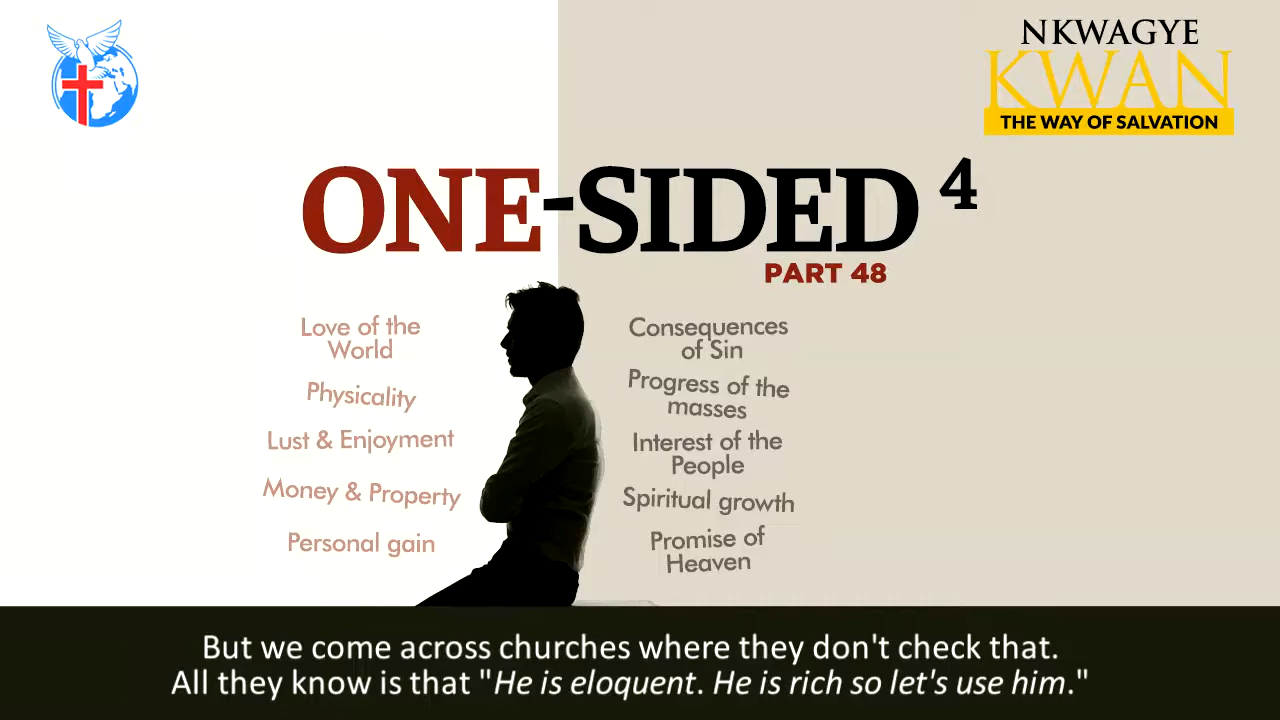 NKWAGYE
KWAN
THE WAY OF SALVATION
ONE-SIDED 4
PART 48
Love of the
World
Physicality
Lust & Enjoyment
Money & Property
Personal gain
Consequences
of Sin
Progress of the
masses
Interest of the
People
Spiritual growth
Promise of
Heaven
But we come across churches where they don't check that.
All they know is that "He is eloquent. He is rich so let's use him."